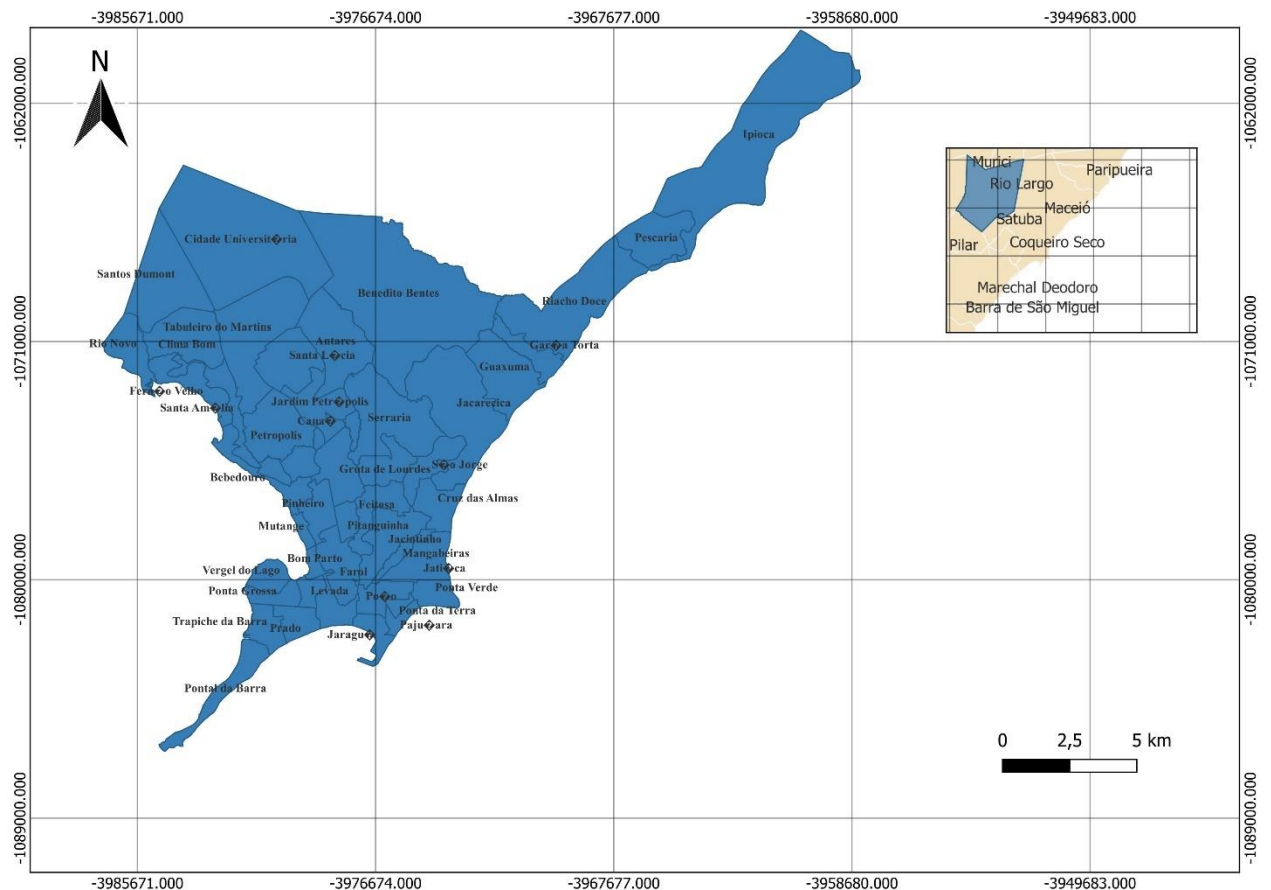 -3985671.000 -3976674.000 -3967677.000 -3958680.000 -3949683.000
N
-1062000.000
-1062000.000
Ipioca
Murici
Paripueira
Rio Largo
Maceió
Satuba
Pilar
Coqueiro Seco
Marechal Deodoro
Barra de São Miguel
Cidade Universit�ria
Pescaria
Santos Dumont
Benedito Bentes
Riacho Doce
Tabuleiro do Martins
Rio Novo
Clima Bom
Antares
Santa L�cia
Gar�a Torta
-1071000.000
-1071000.000
Guaxuma
Fern�o Velho
Santa Am�lia
Jardim Petr�polis
Jacarecica
Cana�
Serraria
Petropolis
Gruta de Lourdes
S�o Jorge
Bebedouro
Pinheiro
Feitosa
Cruz das Almas
Mutange
Pitanguinha
Jacintinho
Mangabeiras
Bom Parto
Vergel do Lago
Farol
Jati�ca
-1080000.000
-1080000.000
Ponta Grossa
Levada
Po�o
Ponta Verde
Ponta da Terra
Trapiche da Barra
Prado
Jaragu�
Paju�ara
Pontal da Barra
0 2,5 5 km
-1089000.000
-1089000.000
-3985671.000 -3976674.000 -3967677.000 -3958680.000 -3949683.000